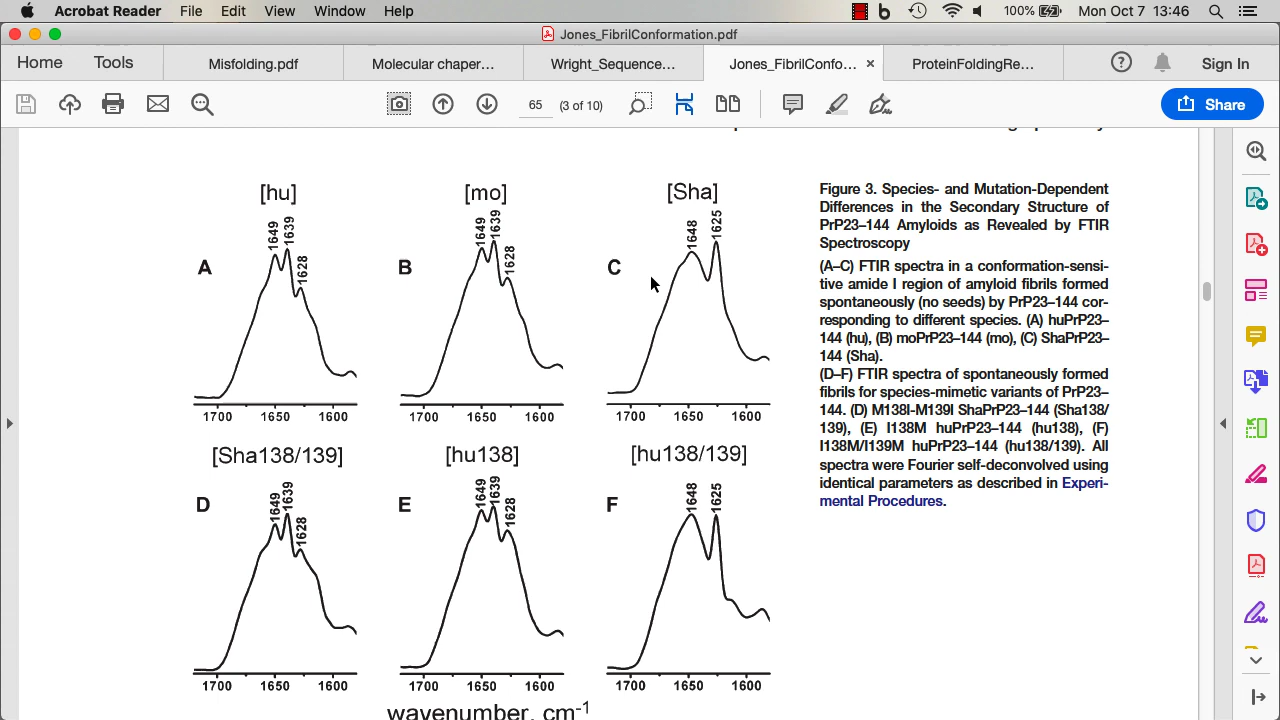 Acrobat Reader File Edit View Window Help 100% Mon Oct 7 13:46
Jones_FibrilConformation.pdf
Home Tools Misfolding.pdf Molecular chaper... Wright_Sequence... Jones_FibrilConfo... × ProteinFoldingRe... Sign In
65 (3 of 10) Share
[hu] [mo] [Sha]
1649 1639 1628
1649 1639 1628
1648 1625
A B C
1700 1650 1600 1700 1650 1600 1700 1650 1600
Figure 3. Species- and Mutation-Dependent
Differences in the Secondary Structure of
PrP23–144 Amyloids as Revealed by FTIR
Spectroscopy
(A–C) FTIR spectra in a conformation-sensi-
tive amide I region of amyloid fibrils formed
spontaneously (no seeds) by PrP23–144 cor-
responding to different species. (A) huPrP23–
144 (hu), (B) moPrP23–144 (mo), (C) ShaPrP23–
144 (Sha).
(D–F) FTIR spectra of spontaneously formed
fibrils for species-mimetic variants of PrP23–
144. (D) M138I-M139I ShaPrP23–144 (Sha138/
139), (E) I138M huPrP23–144 (hu138), (F)
I138M/I139M huPrP23–144 (hu138/139). All
spectra were Fourier self-deconvolved using
identical parameters as described in Experi-
mental Procedures.
[Sha138/139] [hu138] [hu138/139]
1649 1639 1628
1649 1639 1628
1648 1625
D E F
1700 1650 1600 1700 1650 1600 1700 1650 1600
wavenumber, cm-1